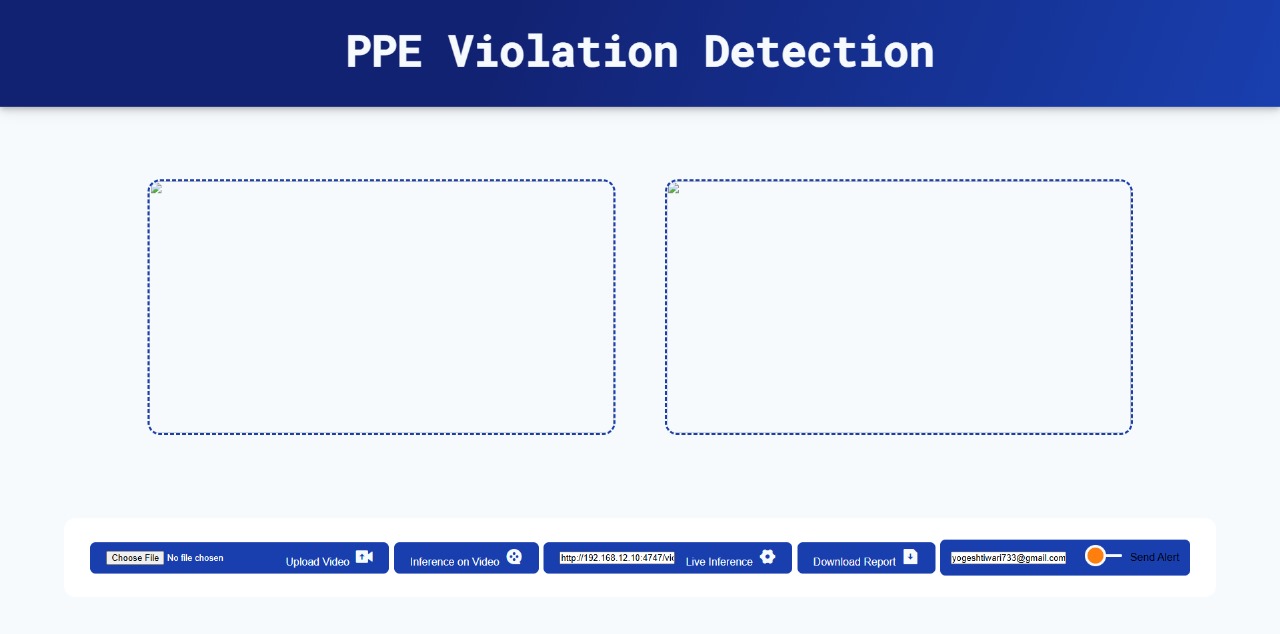 PPE Violation Detection
Choose File No file chosen Upload Video Inference on Video http://192.168.12.10:4747/vid Live Inference Download Report yogeshtiwari733@gmail.com Send Alert